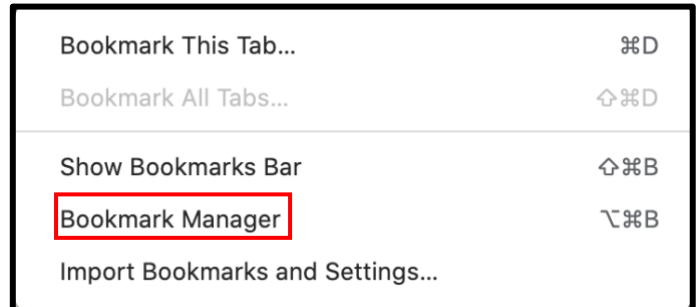 Bookmark This Tab... ⌘D
Bookmark All Tabs... ⇧⌘D
Show Bookmarks Bar ⇧⌘B
Bookmark Manager ⌥⌘B
Import Bookmarks and Settings...